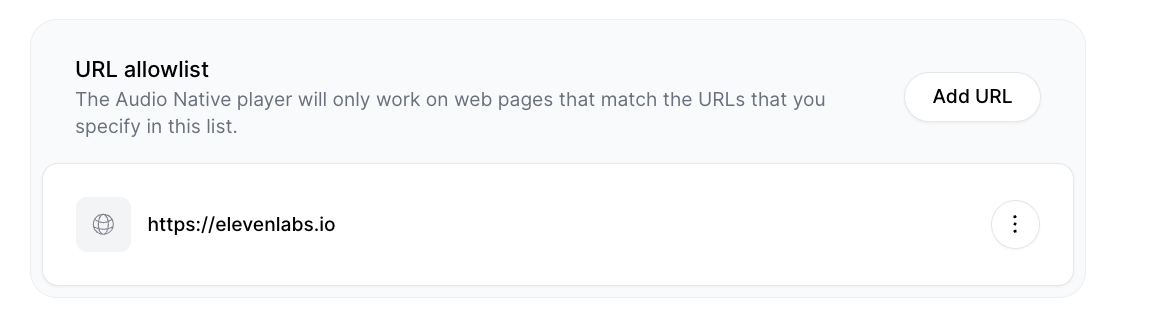 URL allowlist
The Audio Native player will only work on web pages that match the URLs that you
specify in this list.
Add URL
https://elevenlabs.io